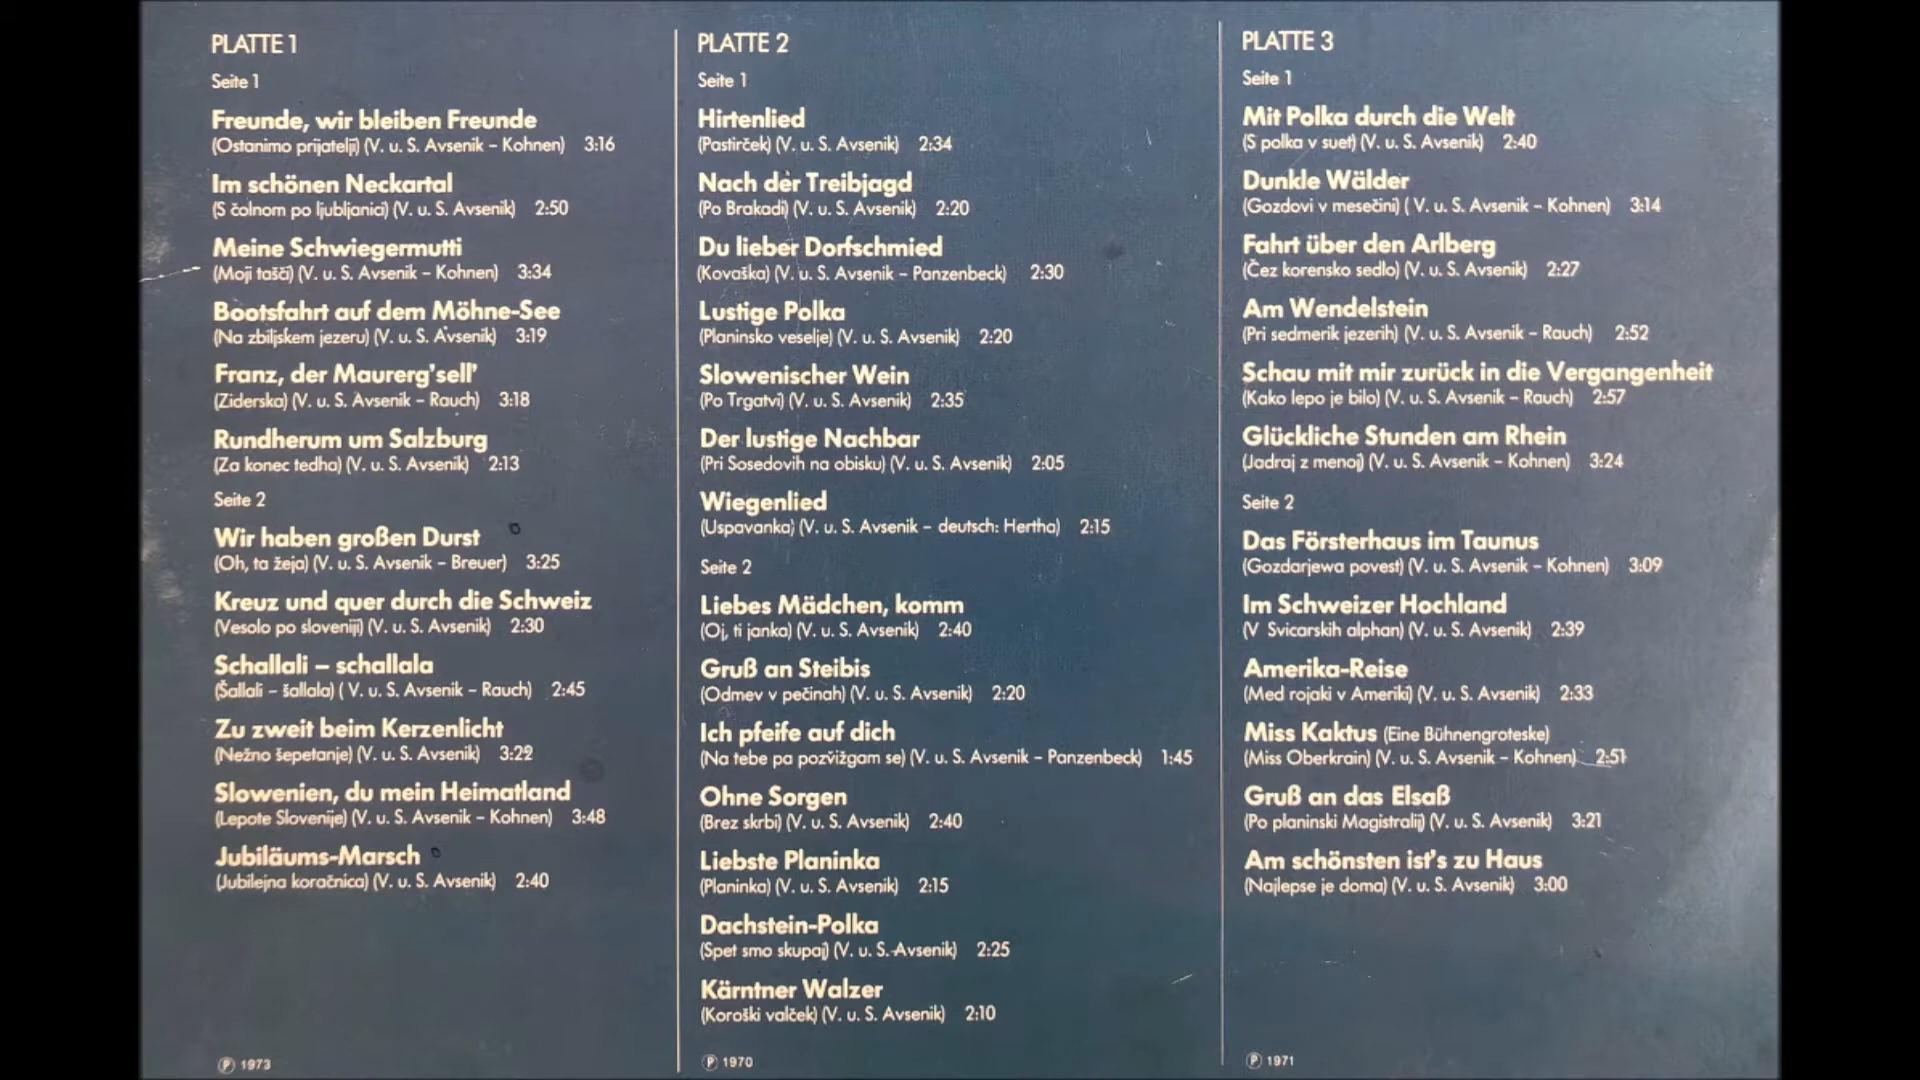 PLATTE 1
Seite 1
Freunde, wir bleiben Freunde
(Ostanimo prijatelji) (V. u. S. Avsenik – Kohnen) 3:16
Im schönen Neckartal
(S čolnom po ljubljanici) (V. u. S. Avsenik) 2:50
Meine Schwiegermutti
(Moji tašči) (V. u. S. Avsenik – Kohnen) 3:34
Bootsfahrt auf dem Möhne-See
(Na zbiljskem jezeru) (V. u. S. Avsenik) 3:19
Franz, der Maurerg'sell'
(Ziderska) (V. u. S. Avsenik – Rauch) 3:18
Rundherum um Salzburg
(Za konec tedha) (V. u. S. Avsenik) 2:13
Seite 2
Wir haben großen Durst
(Oh, ta žeja) (V. u. S. Avsenik – Breuer) 3:25
Kreuz und quer durch die Schweiz
(Vesolo po sloveniji) (V. u. S. Avsenik) 2:30
Schallali – schallala
(Šallali – šallala) ( V. u. S. Avsenik – Rauch) 2:45
Zu zweit beim Kerzenlicht
(Nežno šepetanje) (V. u. S. Avsenik) 3:22
Slowenien, du mein Heimatland
(Lepote Slovenije) (V. u. S. Avsenik – Kohnen) 3:48
Jubiläums-Marsch
(Jubilejna koračnica) (V. u. S. Avsenik) 2:40
℗ 1973
PLATTE 2
Seite 1
Hirtenlied
(Pastirček) (V. u. S. Avsenik) 2:34
Nach der Treibjagd
(Po Brakadi) (V. u. S. Avsenik) 2:20
Du lieber Dorfschmied
(Kovaška) (V. u. S. Avsenik – Panzenbeck) 2:30
Lustige Polka
(Planinsko veselje) (V. u. S. Avsenik) 2:20
Slowenischer Wein
(Po Trgatvi) (V. u. S. Avsenik) 2:35
Der lustige Nachbar
(Pri Sosedovih na obisku) (V. u. S. Avsenik) 2:05
Wiegenlied
(Uspavanka) (V. u. S. Avsenik – deutsch: Hertha) 2:15
Seite 2
Liebes Mädchen, komm
(Oj, ti janka) (V. u. S. Avsenik) 2:40
Gruß an Steibis
(Odmev v pečinah) (V. u. S. Avsenik) 2:20
Ich pfeife auf dich
(Na tebe pa pozvižgam se) (V. u. S. Avsenik – Panzenbeck) 1:45
Ohne Sorgen
(Brez skrbi) (V. u. S. Avsenik) 2:40
Liebste Planinka
(Planinka) (V. u. S. Avsenik) 2:15
Dachstein-Polka
(Spet smo skupaj) (V. u. S. Avsenik) 2:25
Kärntner Walzer
(Koroški valček) (V. u. S. Avsenik) 2:10
℗ 1970
PLATTE 3
Seite 1
Mit Polka durch die Welt
(S polka v suet) (V. u. S. Avsenik) 2:40
Dunkle Wälder
(Gozdovi v mesečini) ( V. u. S. Avsenik – Kohnen) 3:14
Fahrt über den Arlberg
(Čez korensko sedlo) (V. u. S. Avsenik) 2:27
Am Wendelstein
(Pri sedmerik jezerih) (V. u. S. Avsenik – Rauch) 2:52
Schau mit mir zurück in die Vergangenheit
(Kako lepo je bilo) (V. u. S. Avsenik – Rauch) 2:57
Glückliche Stunden am Rhein
(Jadraj z menoj) (V. u. S. Avsenik – Kohnen) 3:24
Seite 2
Das Försterhaus im Taunus
(Gozdarjewa povest) (V. u. S. Avsenik – Kohnen) 3:09
Im Schweizer Hochland
(V Svicarskih alphan) (V. u. S. Avsenik) 2:39
Amerika-Reise
(Med rojaki v Ameriki) (V. u. S. Avsenik) 2:33
Miss Kaktus (Eine Bühnengroteske)
(Miss Oberkrain) (V. u. S. Avsenik – Kohnen) 2:51
Gruß an das Elsaß
(Po planinski Magistralij) (V. u. S. Avsenik) 3:21
Am schönsten ist's zu Haus
(Najlepse je doma) (V. u. S. Avsenik) 3:00
℗ 1971